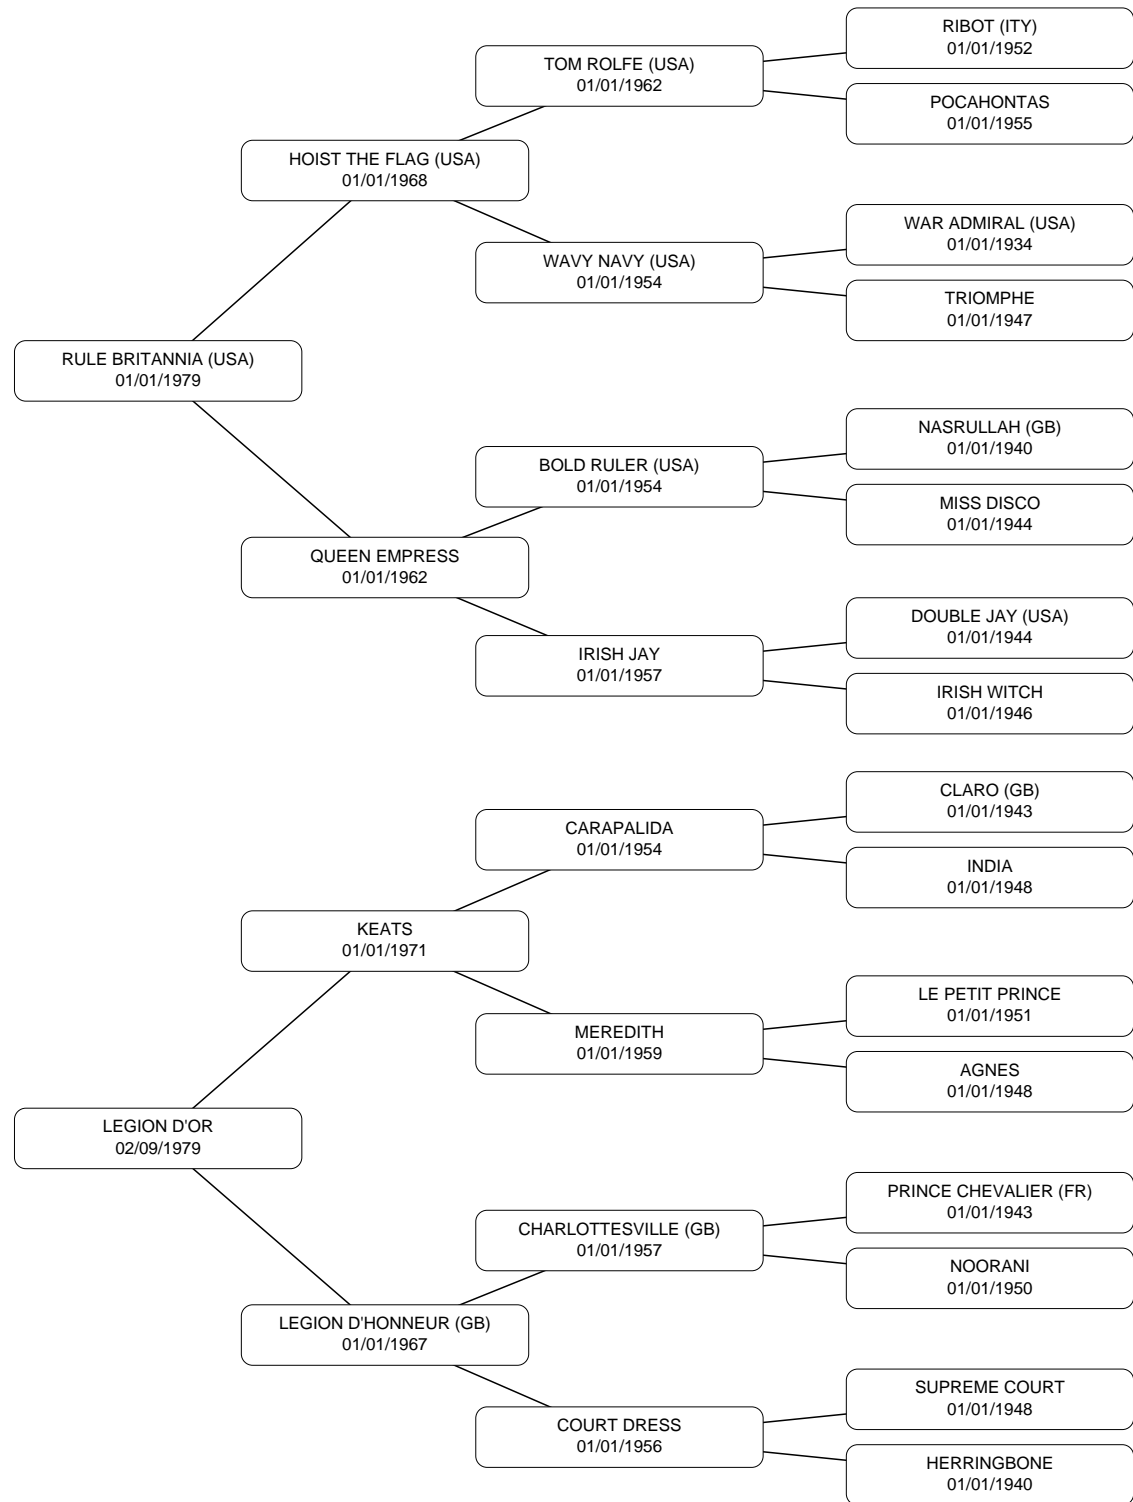 RIBOT (ITY)
01/01/1952
TOM ROLFE (USA)
01/01/1962
POCAHONTAS
01/01/1955
HOIST THE FLAG (USA)
01/01/1968
WAR ADMIRAL (USA)
01/01/1934
WAVY NAVY (USA)
01/01/1954
TRIOMPHE
01/01/1947
RULE BRITANNIA (USA)
01/01/1979
NASRULLAH (GB)
01/01/1940
BOLD RULER (USA)
01/01/1954
MISS DISCO
01/01/1944
QUEEN EMPRESS
01/01/1962
DOUBLE JAY (USA)
01/01/1944
IRISH JAY
01/01/1957
IRISH WITCH
01/01/1946
CLARO (GB)
01/01/1943
CARAPALIDA
01/01/1954
INDIA
01/01/1948
KEATS
01/01/1971
LE PETIT PRINCE
01/01/1951
MEREDITH
01/01/1959
AGNES
01/01/1948
LEGION D'OR
02/09/1979
PRINCE CHEVALIER (FR)
01/01/1943
CHARLOTTESVILLE (GB)
01/01/1957
NOORANI
01/01/1950
LEGION D'HONNEUR (GB)
01/01/1967
SUPREME COURT
01/01/1948
COURT DRESS
01/01/1956
HERRINGBONE
01/01/1940